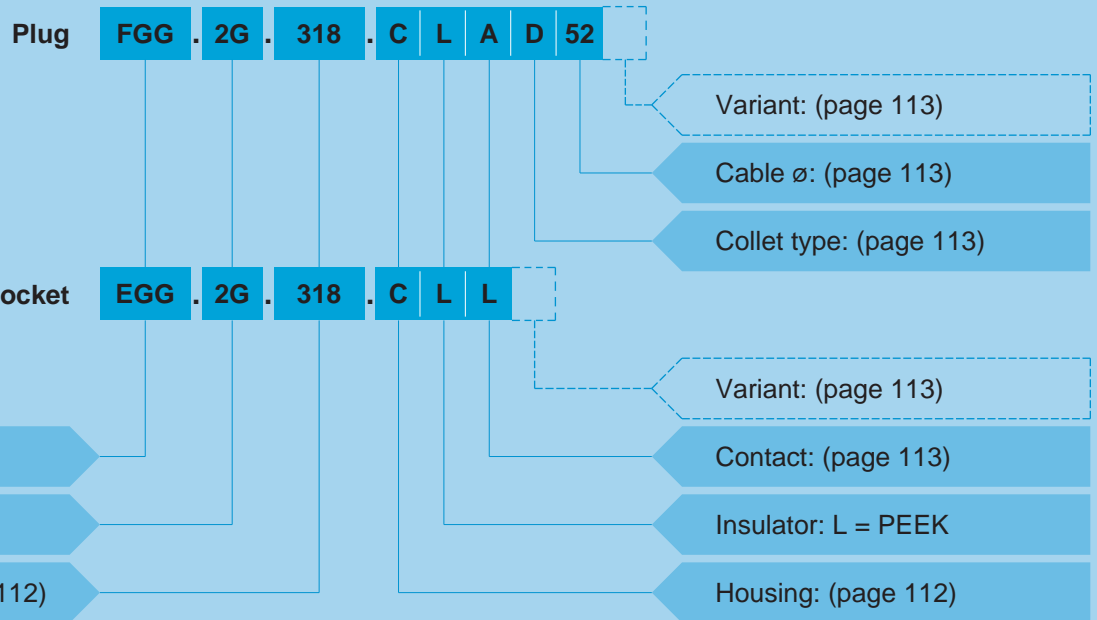 Plug FGG . 2G . 318 . C L A D 52
Variant: (page 113)
Cable ø: (page 113)
Collet type: (page 113)
ocket EGG . 2G . 318 . C L L
Variant: (page 113)
Contact: (page 113)
Insulator: L = PEEK
112) Housing: (page 112)